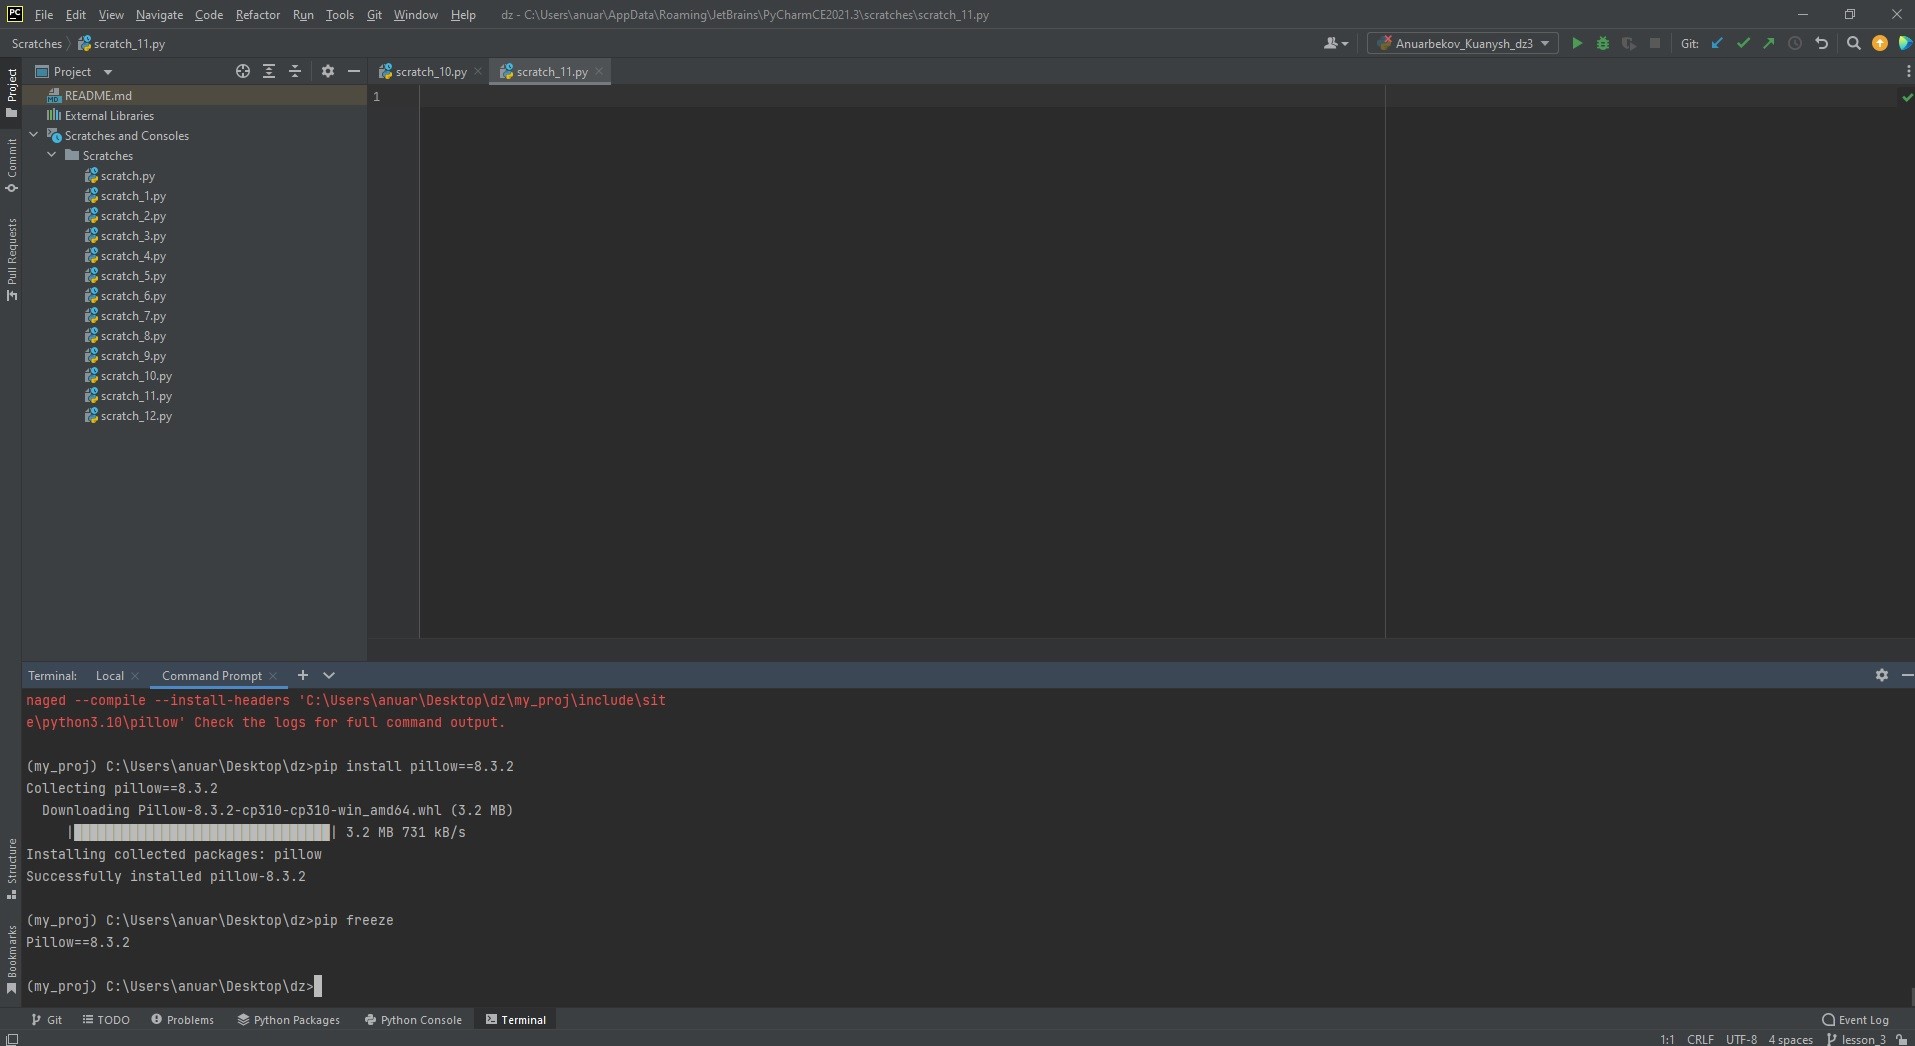 PC File Edit View Navigate Code Refactor Run Tools Git Window Help dz - C:\Users\anuar\AppData\Roaming\JetBrains\PyCharmCE2021.3\scratches\scratch_11.py
Scratches scratch_11.py Anuarbekov_Kuanysh_dz3 Git:
Project scratch_10.py scratch_11.py
README.md
External Libraries
Scratches and Consoles
Scratches
scratch.py
scratch_1.py
scratch_2.py
scratch_3.py
scratch_4.py
scratch_5.py
scratch_6.py
scratch_7.py
scratch_8.py
scratch_9.py
scratch_10.py
scratch_11.py
scratch_12.py
1
Project
Commit
Pull Requests
Structure
Bookmarks
Terminal: Local Command Prompt
naged --compile --install-headers 'C:\Users\anuar\Desktop\dz\my_proj\include\sit
e\python3.10\pillow' Check the logs for full command output.
(my_proj) C:\Users\anuar\Desktop\dz>pip install pillow==8.3.2
Collecting pillow==8.3.2
Downloading Pillow-8.3.2-cp310-cp310-win_amd64.whl (3.2 MB)
| | 3.2 MB 731 kB/s
Installing collected packages: pillow
Successfully installed pillow-8.3.2
(my_proj) C:\Users\anuar\Desktop\dz>pip freeze
Pillow==8.3.2
(my_proj) C:\Users\anuar\Desktop\dz>
Git TODO Problems Python Packages Python Console Terminal Event Log
1:1 CRLF UTF-8 4 spaces lesson_3